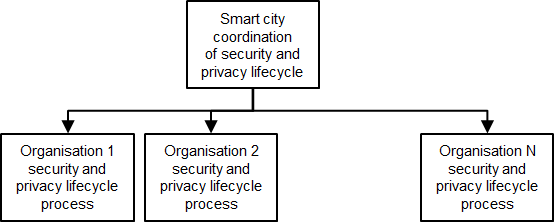 Smart city
coordination
of security and
privacy lifecycle
Organisation 1
security and
privacy lifecycle
process
Organisation 2
security and
privacy lifecycle
process
Organisation N
security and
privacy lifecycle
process